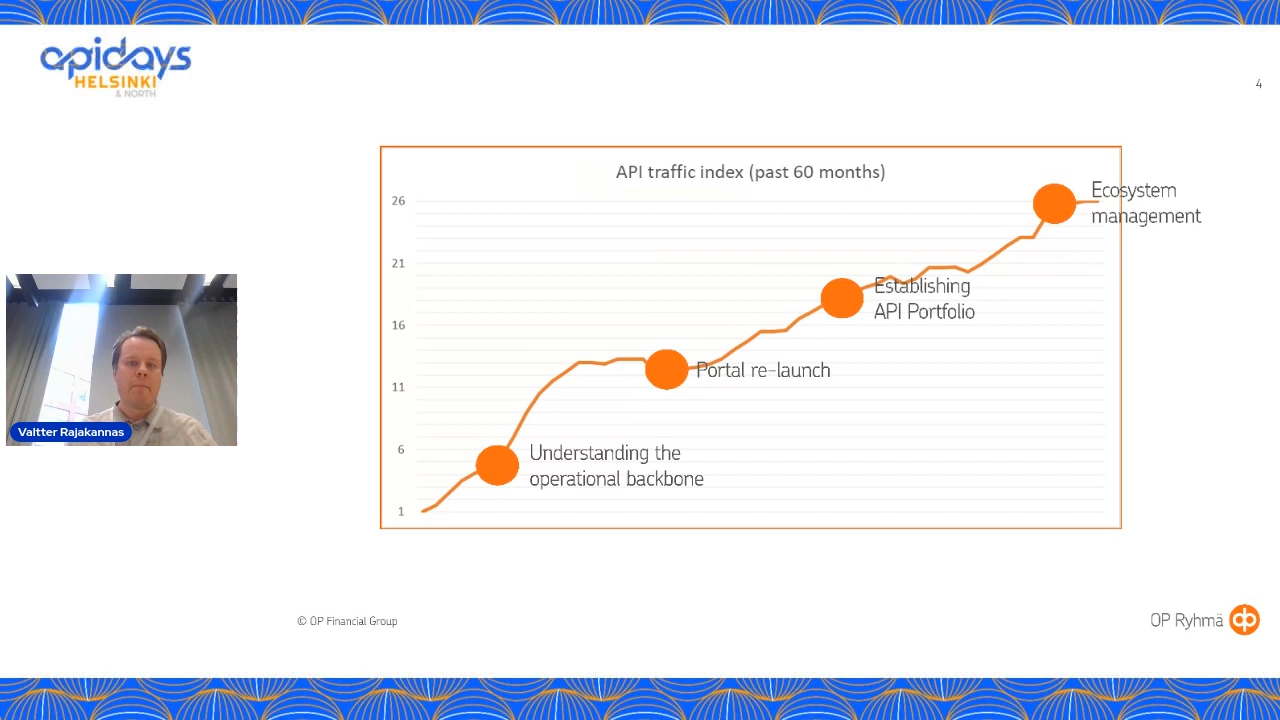 apidays
HELSINKI
& NORTH
4
API traffic index (past 60 months)
26
21
16
11
6
1
Ecosystem
management
Establishing
API Portfolio
Portal re-launch
Understanding the
operational backbone
Valtter Rajakannas
© OP Financial Group
OP Ryhmä